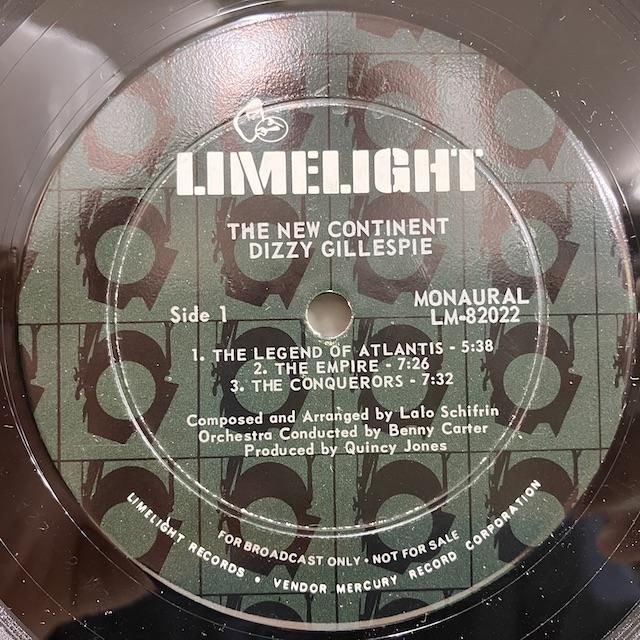 LIMELIGHT
THE NEW CONTINENT
DIZZY GILLESPIE
Side 1
MONAURAL
LM-82022
1. THE LEGEND OF ATLANTIS - 5:38
2. THE EMPIRE - 7:26
3. THE CONQUERORS - 7:32
Composed and Arranged by Lalo Schifrin
Orchestra Conducted by Benny Carter
Produced by Quincy Jones
FOR BROADCAST ONLY • NOT FOR SALE
LIMELIGHT RECORDS • VENDOR MERCURY RECORD CORPORATION